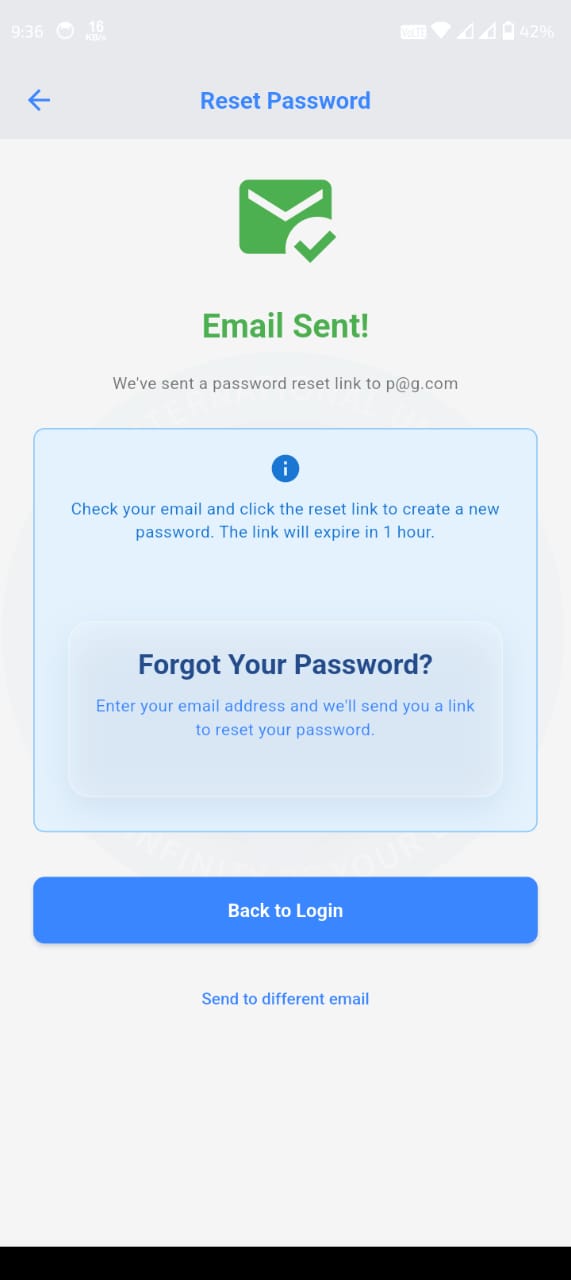 9:36
16
KB/s
VoLTE
42%
Reset Password
Email Sent!
We've sent a password reset link to p@g.com
Check your email and click the reset link to create a new
password. The link will expire in 1 hour.
Forgot Your Password?
Enter your email address and we'll send you a link
to reset your password.
INFINITY
YOUR
Back to Login
Send to different email